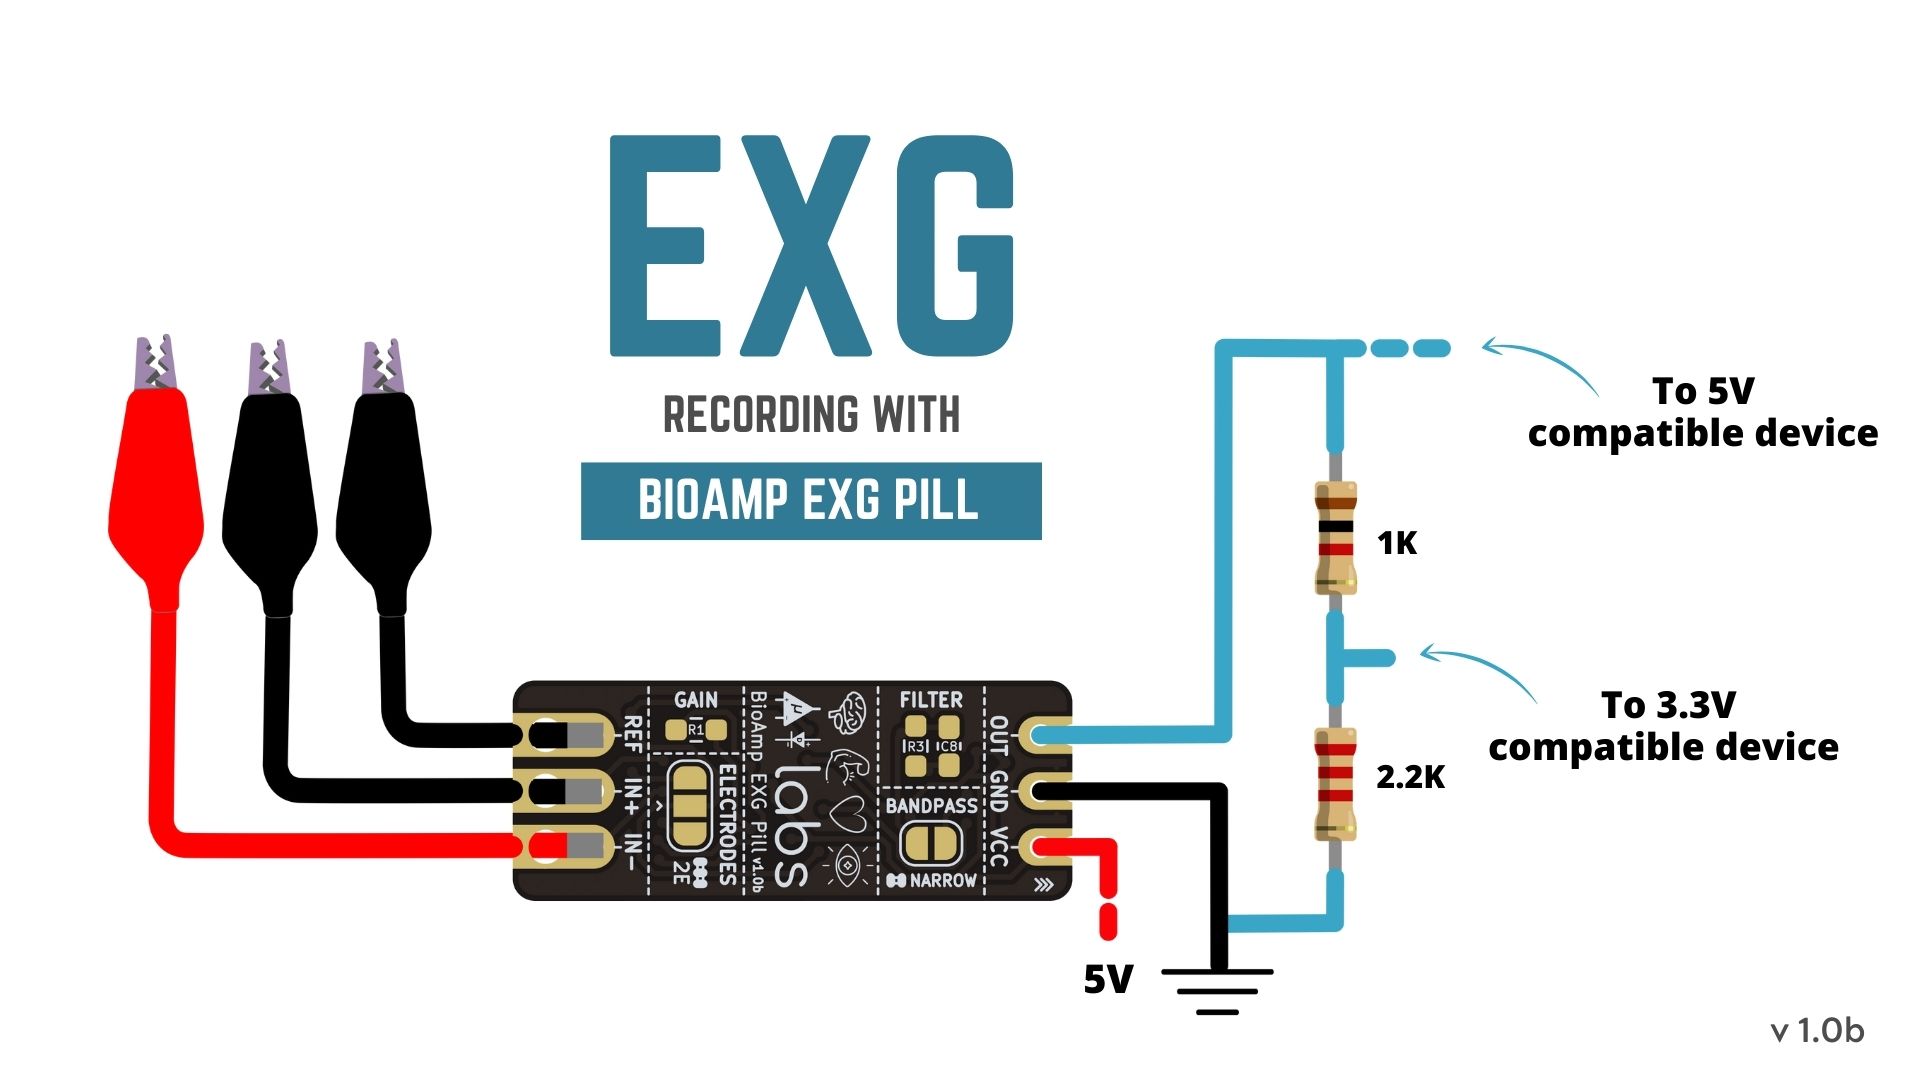 EXG
RECORDING WITH
BIOAMP EXG PILL
To 5V
compatible device
1K
To 3.3V
compatible device
2.2K
REF
IN+
IN-
GAIN
R1
ELECTRODES
2E
BioAmp EXG Pill v1.0b
μ
labs
FILTER
R3
C8
BANDPASS
NARROW
OUT
GND
VCC
5V
v 1.0b